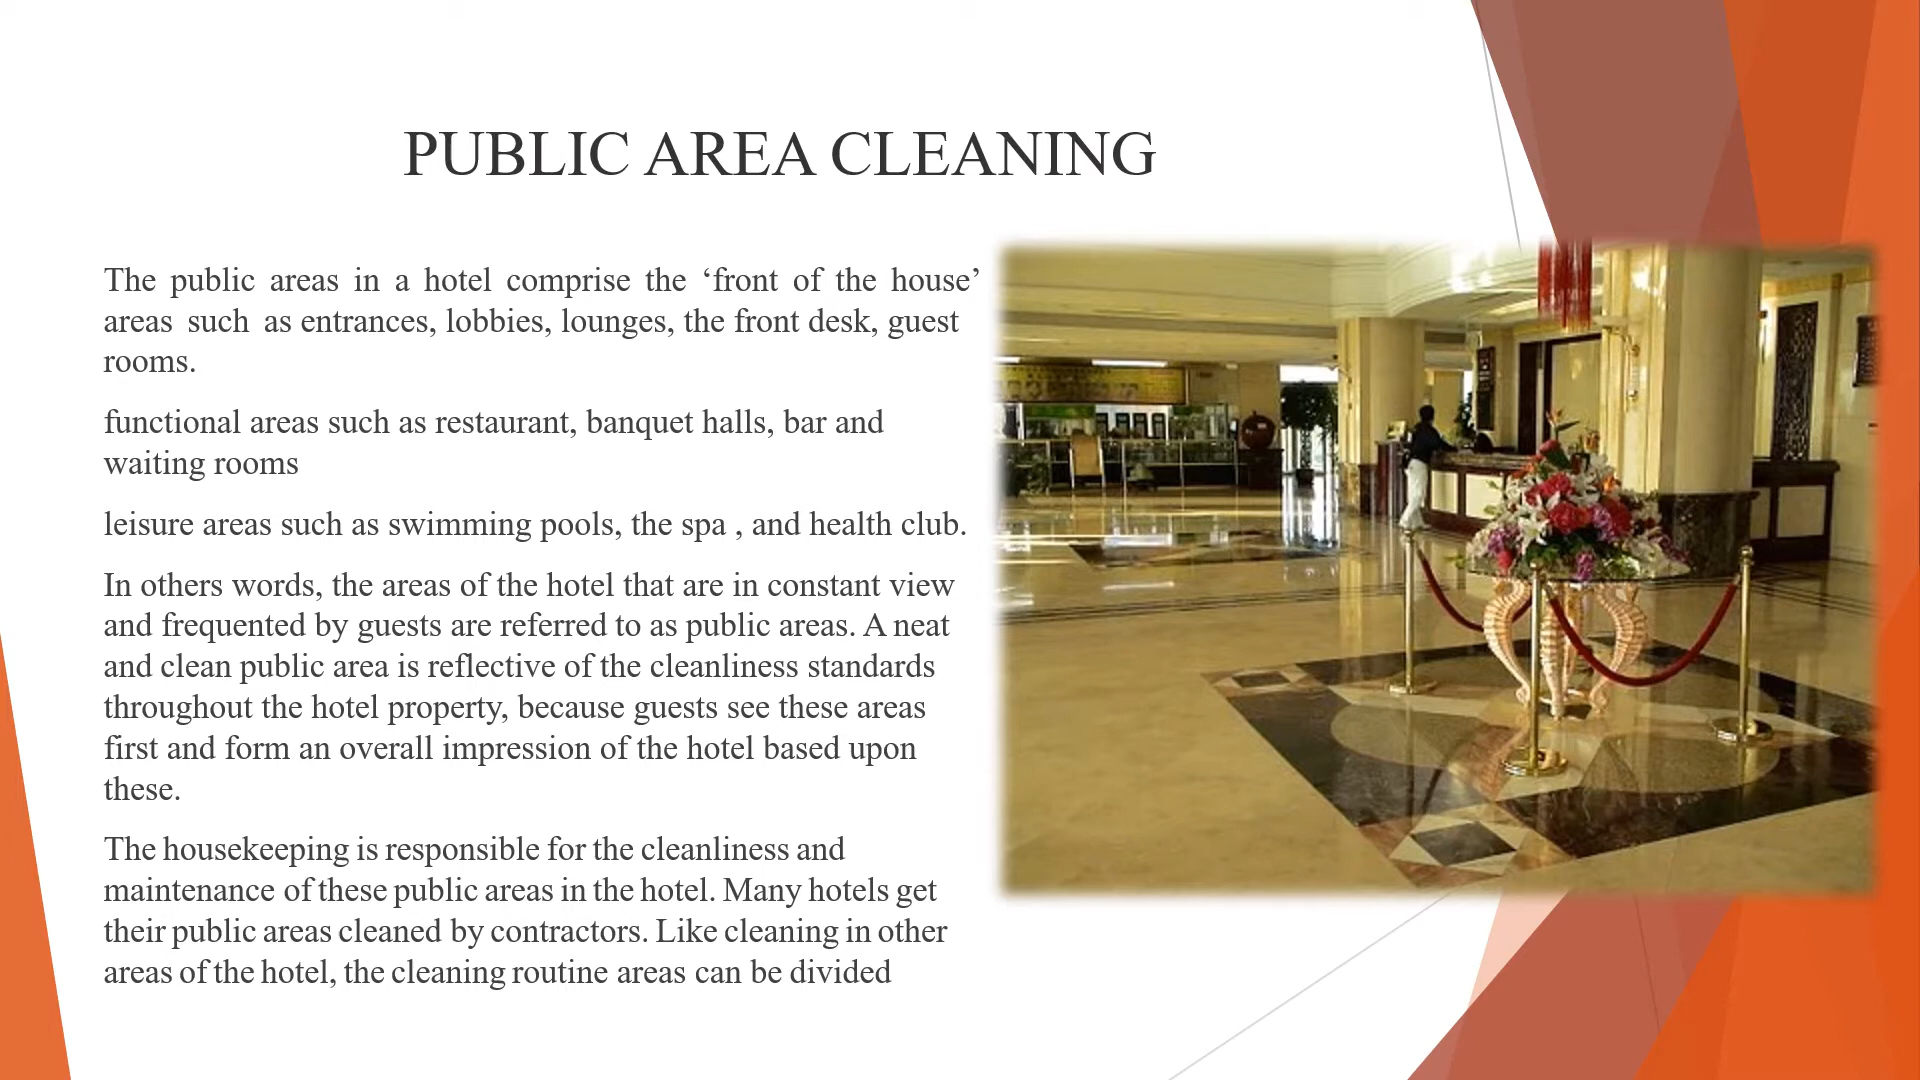 PUBLIC AREA CLEANING
The public areas in a hotel comprise the ‘front of the house’
areas such as entrances, lobbies, lounges, the front desk, guest
rooms.
functional areas such as restaurant, banquet halls, bar and
waiting rooms
leisure areas such as swimming pools, the spa , and health club.
In others words, the areas of the hotel that are in constant view
and frequented by guests are referred to as public areas. A neat
and clean public area is reflective of the cleanliness standards
throughout the hotel property, because guests see these areas
first and form an overall impression of the hotel based upon
these.
The housekeeping is responsible for the cleanliness and
maintenance of these public areas in the hotel. Many hotels get
their public areas cleaned by contractors. Like cleaning in other
areas of the hotel, the cleaning routine areas can be divided